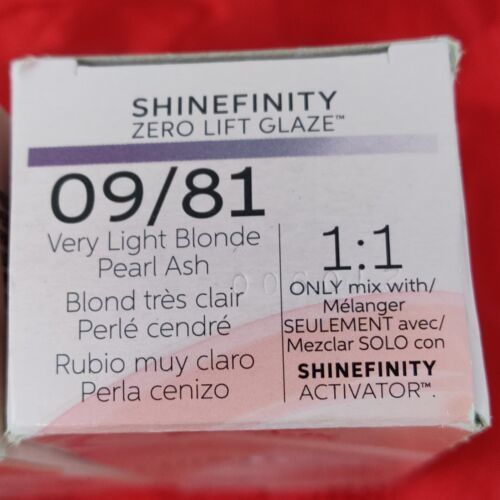 SHINEFINITY
ZERO LIFT GLAZE™
09/81
Very Light Blonde
Pearl Ash
Blond très clair
Perlé cendré
Rubio muy claro
Perla cenizo
1:1
ONLY mix with/
Mélanger
SEULEMENT avec/
Mezclar SOLO con
SHINEFINITY
ACTIVATOR™.